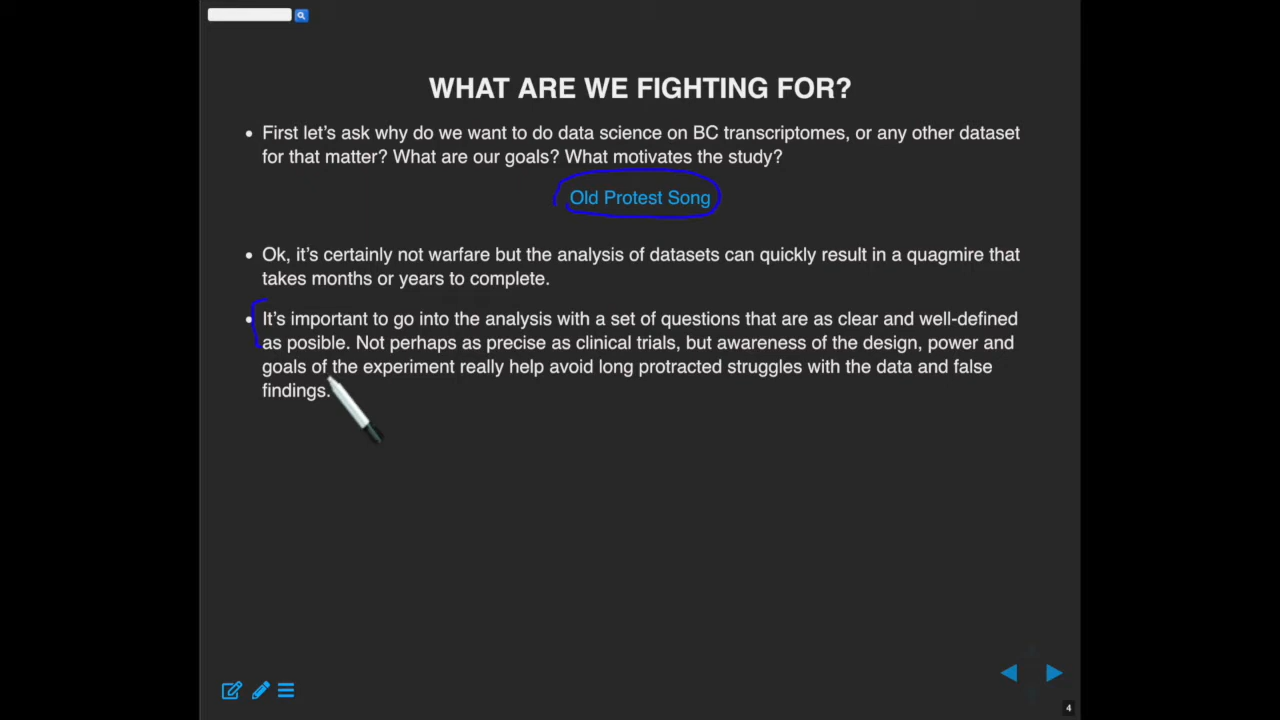 WHAT ARE WE FIGHTING FOR?
First let's ask why do we want to do data science on BC transcriptomes, or any other dataset
for that matter? What are our goals? What motivates the study?
Old Protest Song
Ok, it's certainly not warfare but the analysis of datasets can quickly result in a quagmire that
takes months or years to complete.
It's important to go into the analysis with a set of questions that are as clear and well-defined
as posible. Not perhaps as precise as clinical trials, but awareness of the design, power and
goals of the experiment really help avoid long protracted struggles with the data and false
findings.
4